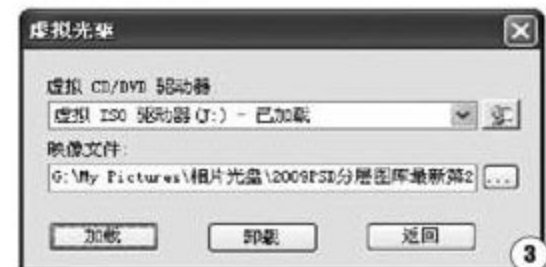 虚拟光驱
虚拟 CD/DVD 驱动器
虚拟 ISO 驱动器(J:) - 已加载
映像文件:
G:\My Pictures\相片光盘\2009PSD分层图库最新第2 ...
加载 卸载 返回
3